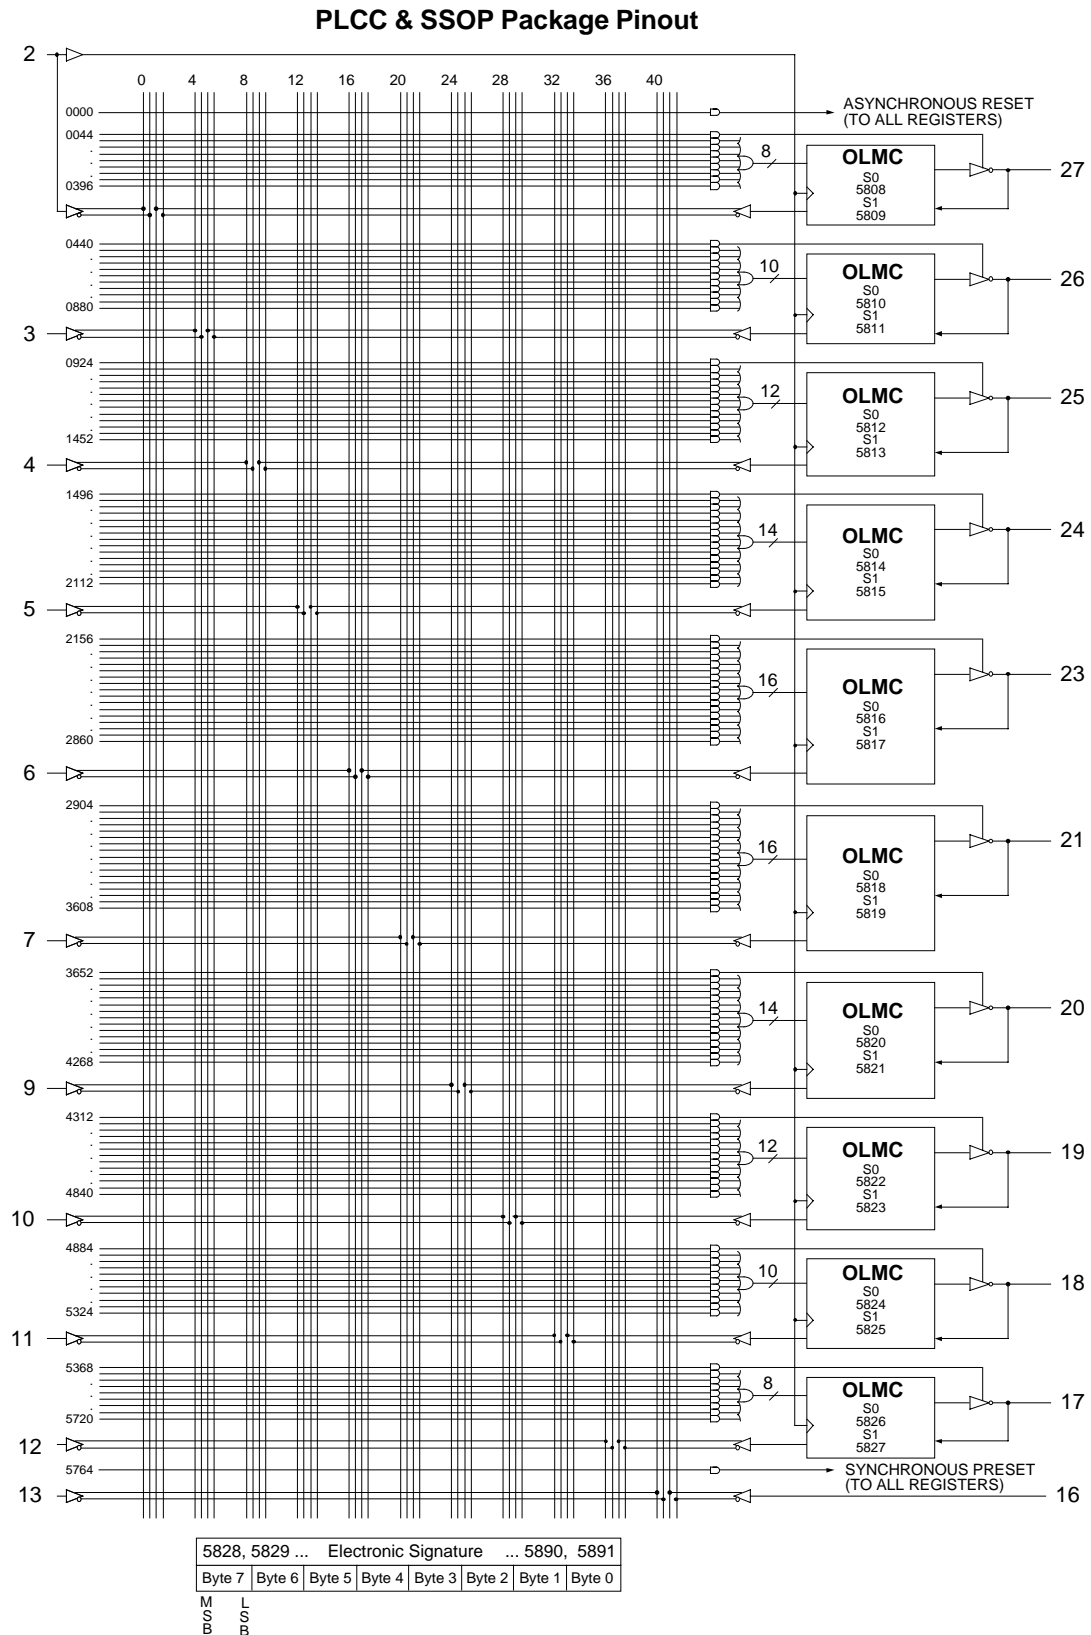 PLCC & SSOP Package Pinout
2
0 4 8 12 16 20 24 28 32 36 40
0000
ASYNCHRONOUS RESET
(TO ALL REGISTERS)
0044
.
.
.
.
0396
8
OLMC
S0
5808
S1
5809
27
0440
.
.
.
.
0880
10
OLMC
S0
5810
S1
5811
26
3
0924
.
.
.
.
.
1452
12
OLMC
S0
5812
S1
5813
25
4
1496
.
.
.
.
.
2112
14
OLMC
S0
5814
S1
5815
24
5
2156
.
.
.
.
.
.
2860
16
OLMC
S0
5816
S1
5817
23
6
2904
.
.
.
.
.
.
3608
16
OLMC
S0
5818
S1
5819
21
7
3652
.
.
.
.
.
4268
14
OLMC
S0
5820
S1
5821
20
9
4312
.
.
.
.
.
4840
12
OLMC
S0
5822
S1
5823
19
10
4884
.
.
.
.
5324
10
OLMC
S0
5824
S1
5825
18
11
5368
.
.
.
.
5720
8
OLMC
S0
5826
S1
5827
17
12
5764
SYNCHRONOUS PRESET
(TO ALL REGISTERS)
13
16
5828, 5829 ... Electronic Signature ... 5890, 5891
Byte 7 Byte 6 Byte 5 Byte 4 Byte 3 Byte 2 Byte 1 Byte 0
M L
S S
B B